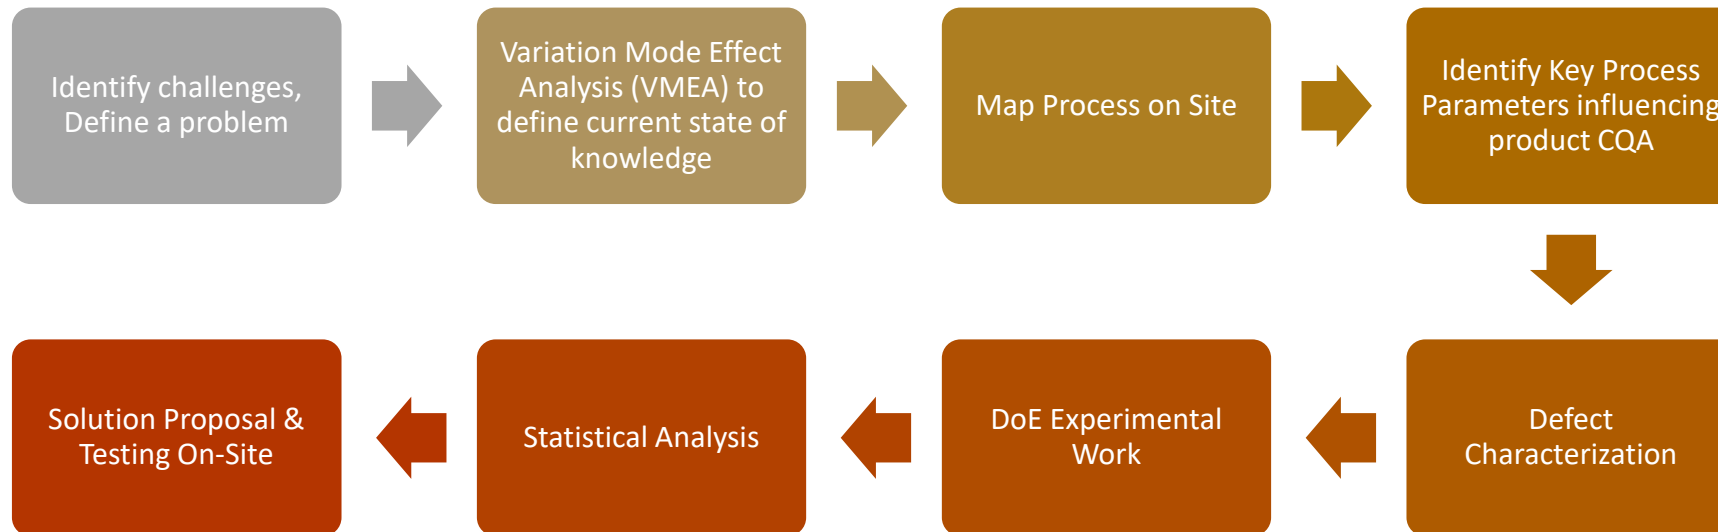 Identify challenges,
Define a problem
Variation Mode Effect
Analysis (VMEA) to
define current state of
knowledge
Map Process on Site
Identify Key Process
Parameters influencing
product CQA
Defect
Characterization
DoE Experimental
Work
Statistical Analysis
Solution Proposal &
Testing On-Site